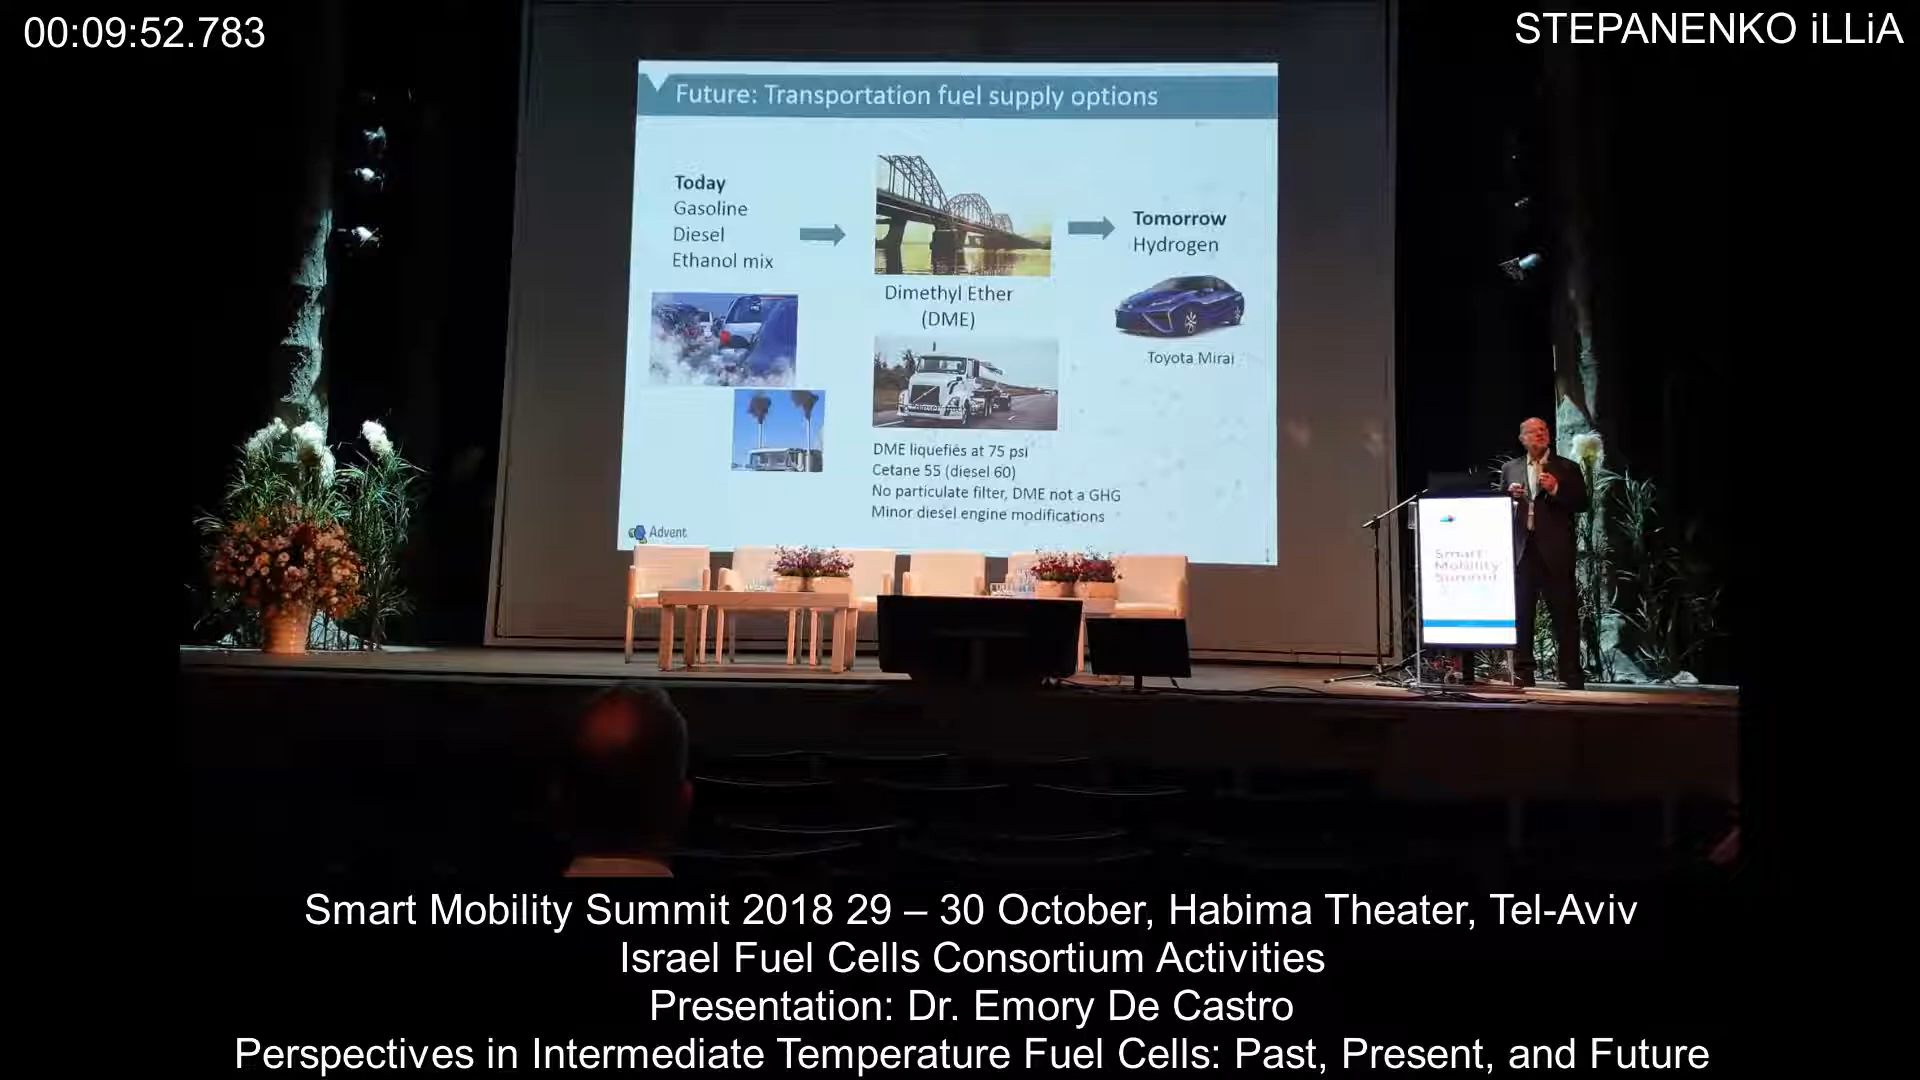 00:09:52.783
STEPANENKO iLLiA
Future: Transportation fuel supply options
Today
Gasoline
Diesel
Ethanol mix
Dimethyl Ether
(DME)
DME liquefies at 75 psi
Cetane 55 (diesel 60)
No particulate filter, DME not a GHG
Minor diesel engine modifications
Tomorrow
Hydrogen
Toyota Mirai
Advent
Smart
Mobility
Summit
Smart Mobility Summit 2018 29 – 30 October, Habima Theater, Tel-Aviv
Israel Fuel Cells Consortium Activities
Presentation: Dr. Emory De Castro
Perspectives in Intermediate Temperature Fuel Cells: Past, Present, and Future